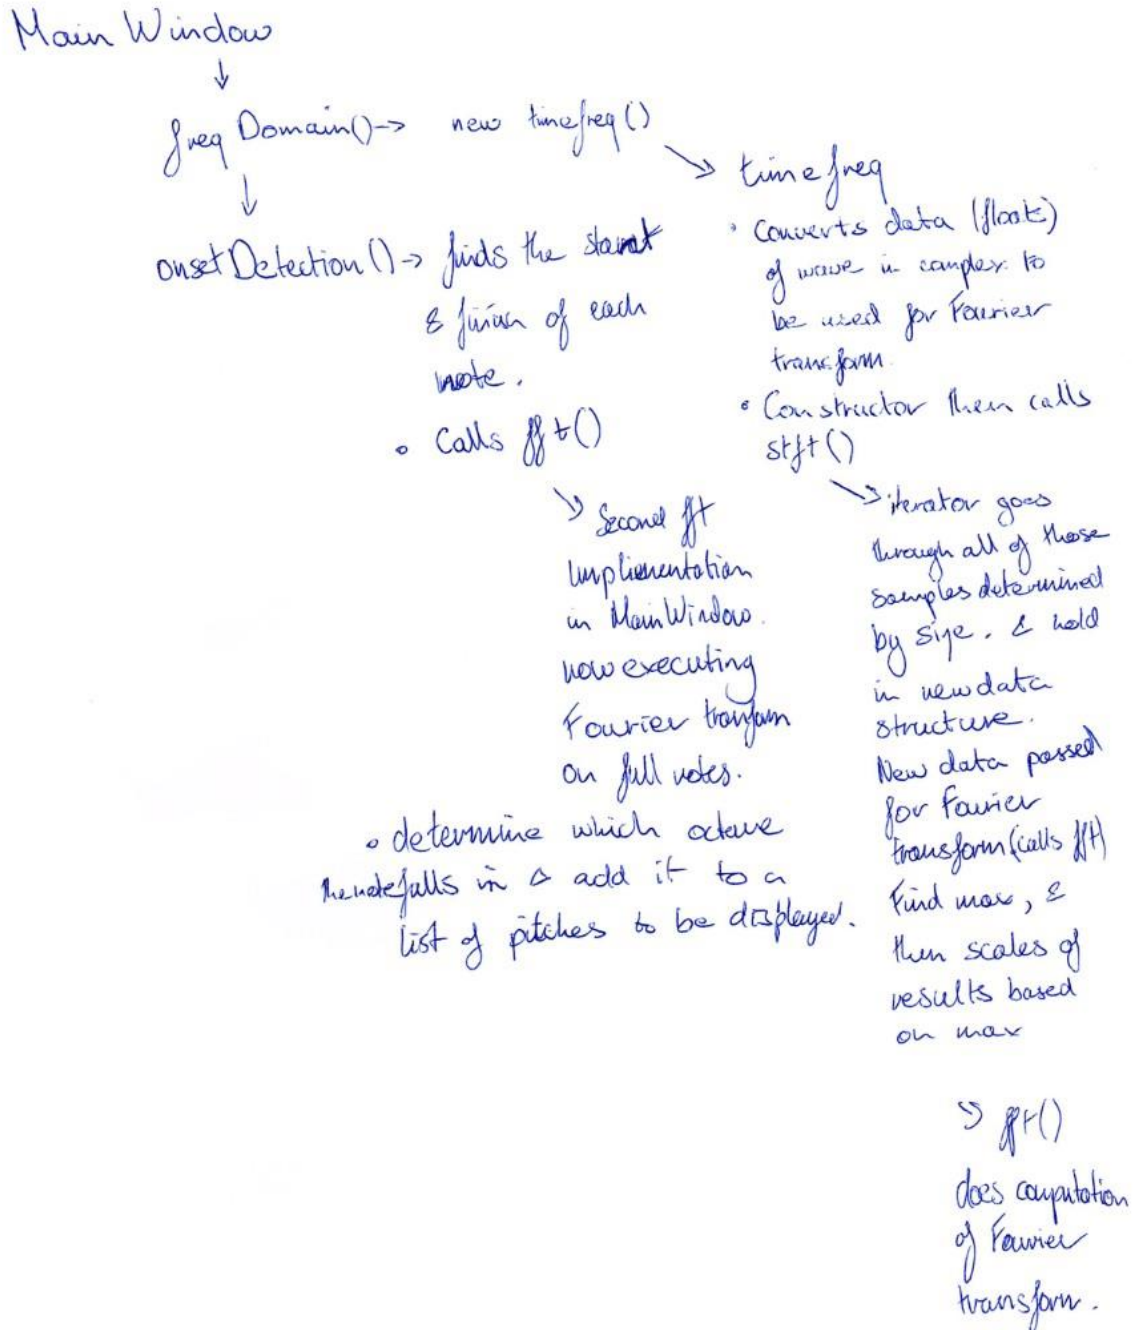 Main Window
↓
freq Domain() -> new timefreq()
↓
onsetDetection() -> finds the start
& finish of each
note.
• Calls fft()
↘ Second fft
Implementation
in MainWindow.
now executing
Fourier transform
on full notes.
• determine which octave
the note falls in & add it to a
list of pitches to be displayed.
↘ timefreq
• Converts data (float)
of wave in complex to
be used for Fourier
transform.
• Constructor then calls
stft()
↘ iterator goes
through all of those
samples determined
by size. & hold
in new data
structure.
New data passed
for Fourier
transform (calls fft)
Find max, &
then scales of
results based
on max
↘ fft()
does computation
of Fourier
transform.